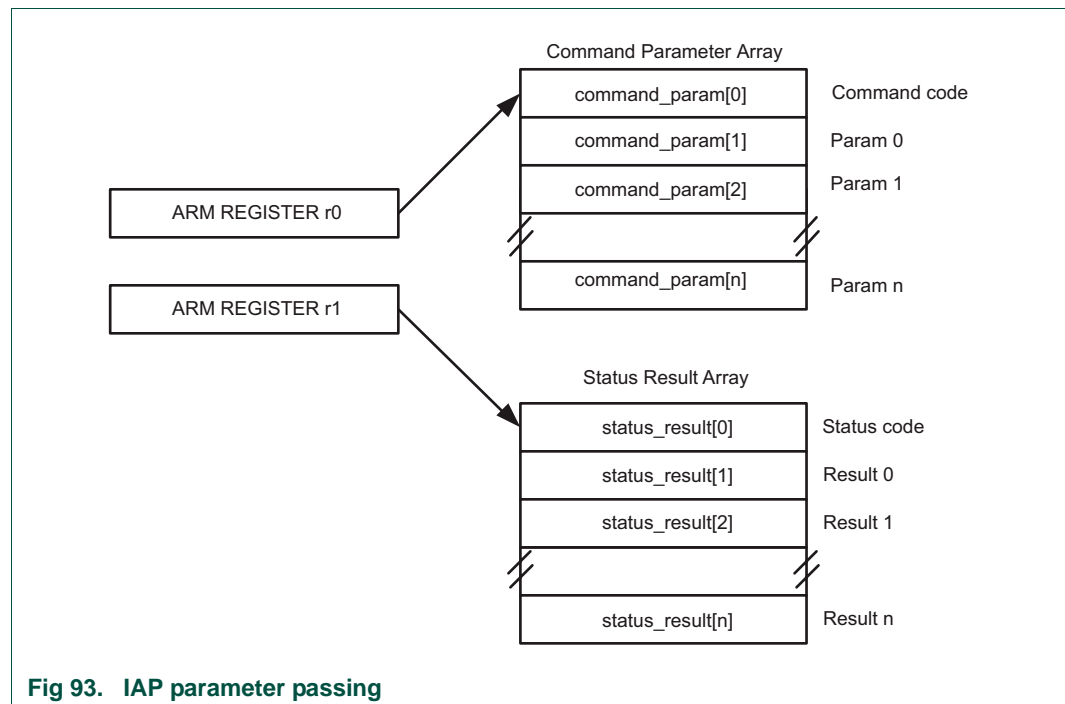 Command Parameter Array
command_param[0] Command code
command_param[1] Param 0
command_param[2] Param 1
ARM REGISTER r0
command_param[n] Param n
ARM REGISTER r1
Status Result Array
status_result[0] Status code
status_result[1] Result 0
status_result[2] Result 1
status_result[n] Result n
Fig 93. IAP parameter passing